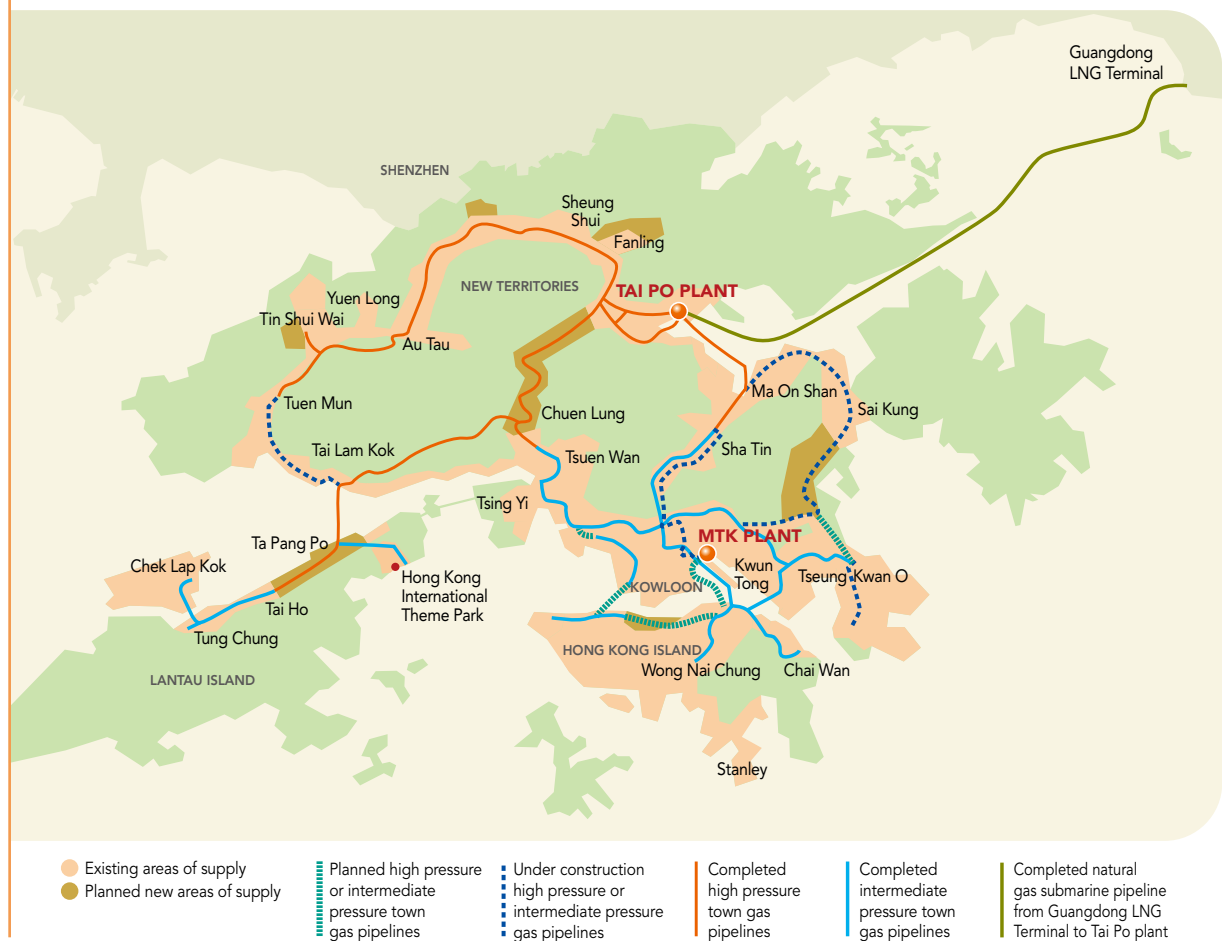 Guangdong
LNG Terminal
SHENZHEN
Sheung
Shui
Fanling
NEW TERRITORIES
TAI PO PLANT
Yuen Long
Tin Shui Wai
Au Tau
Ma On Shan
Tuen Mun
Chuen Lung
Sai Kung
Tai Lam Kok
Tsuen Wan
Sha Tin
Tsing Yi
MTK PLANT
Ta Pang Po
Chek Lap Kok
Kwun
Tong
Tseung Kwan O
Hong Kong
International
Theme Park
KOWLOON
Tai Ho
Tung Chung
HONG KONG ISLAND
Wong Nai Chung
Chai Wan
LANTAU ISLAND
Stanley
Existing areas of supply
Planned new areas of supply
Planned high pressure
or intermediate
pressure town
gas pipelines
Under construction
high pressure or
intermediate pressure
gas pipelines
Completed
high pressure
town gas
pipelines
Completed
intermediate
pressure town
gas pipelines
Completed natural
gas submarine pipeline
from Guangdong LNG
Terminal to Tai Po plant